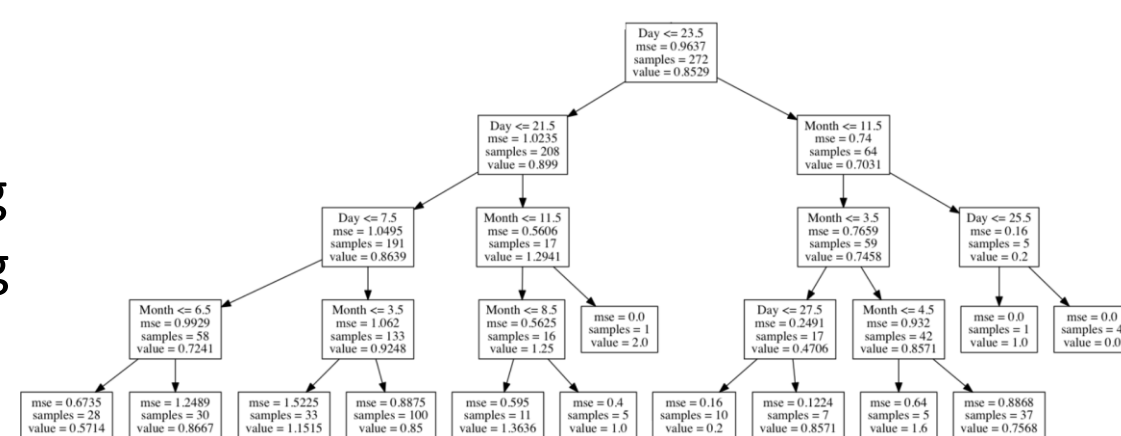 Day <= 23.5
mse = 0.9637
samples = 272
value = 0.8529
Day <= 21.5
mse = 1.0235
samples = 208
value = 0.899
Month <= 11.5
mse = 0.74
samples = 64
value = 0.7031
g
g
Day <= 7.5
mse = 1.0495
samples = 191
value = 0.8639
Month <= 11.5
mse = 0.5606
samples = 17
value = 1.2941
Month <= 3.5
mse = 0.7659
samples = 59
value = 0.7458
Day <= 25.5
mse = 0.16
samples = 5
value = 0.2
Month <= 6.5
mse = 0.9929
samples = 58
value = 0.7241
Month <= 3.5
mse = 1.062
samples = 133
value = 0.9248
Month <= 8.5
mse = 0.5625
samples = 16
value = 1.25
mse = 0.0
samples = 1
value = 2.0
Day <= 27.5
mse = 0.2491
samples = 17
value = 0.4706
Month <= 4.5
mse = 0.932
samples = 42
value = 0.8571
mse = 0.0
samples = 1
value = 1.0
mse = 0.0
samples = 4
value = 0.0
mse = 0.6735
samples = 28
value = 0.5714
mse = 1.2489
samples = 30
value = 0.8667
mse = 1.5225
samples = 33
value = 1.1515
mse = 0.8875
samples = 100
value = 0.85
mse = 0.595
samples = 11
value = 1.3636
mse = 0.4
samples = 5
value = 1.0
mse = 0.16
samples = 10
value = 0.2
mse = 0.1224
samples = 7
value = 0.8571
mse = 0.64
samples = 5
value = 1.6
mse = 0.8868
samples = 37
value = 0.7568